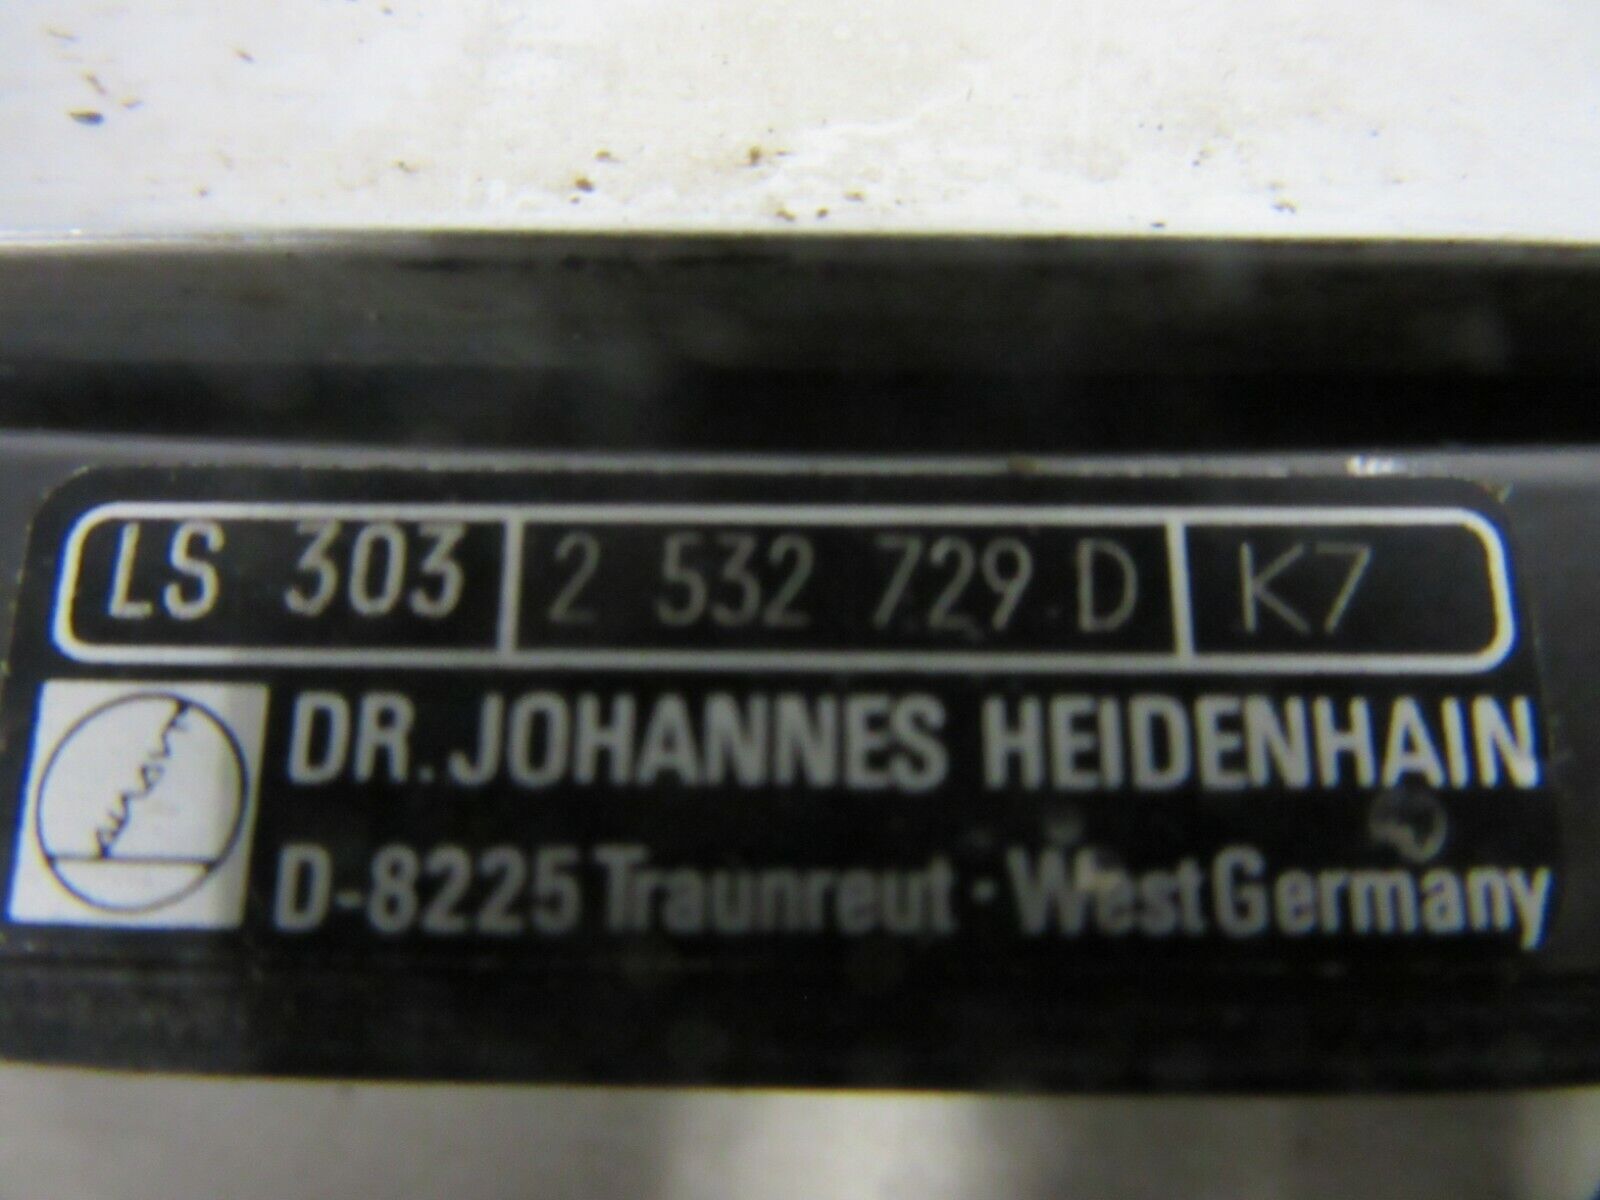 LS 303 2 532 729 D K7
DR. JOHANNES HEIDENHAIN
D-8225 Traunreut · West Germany